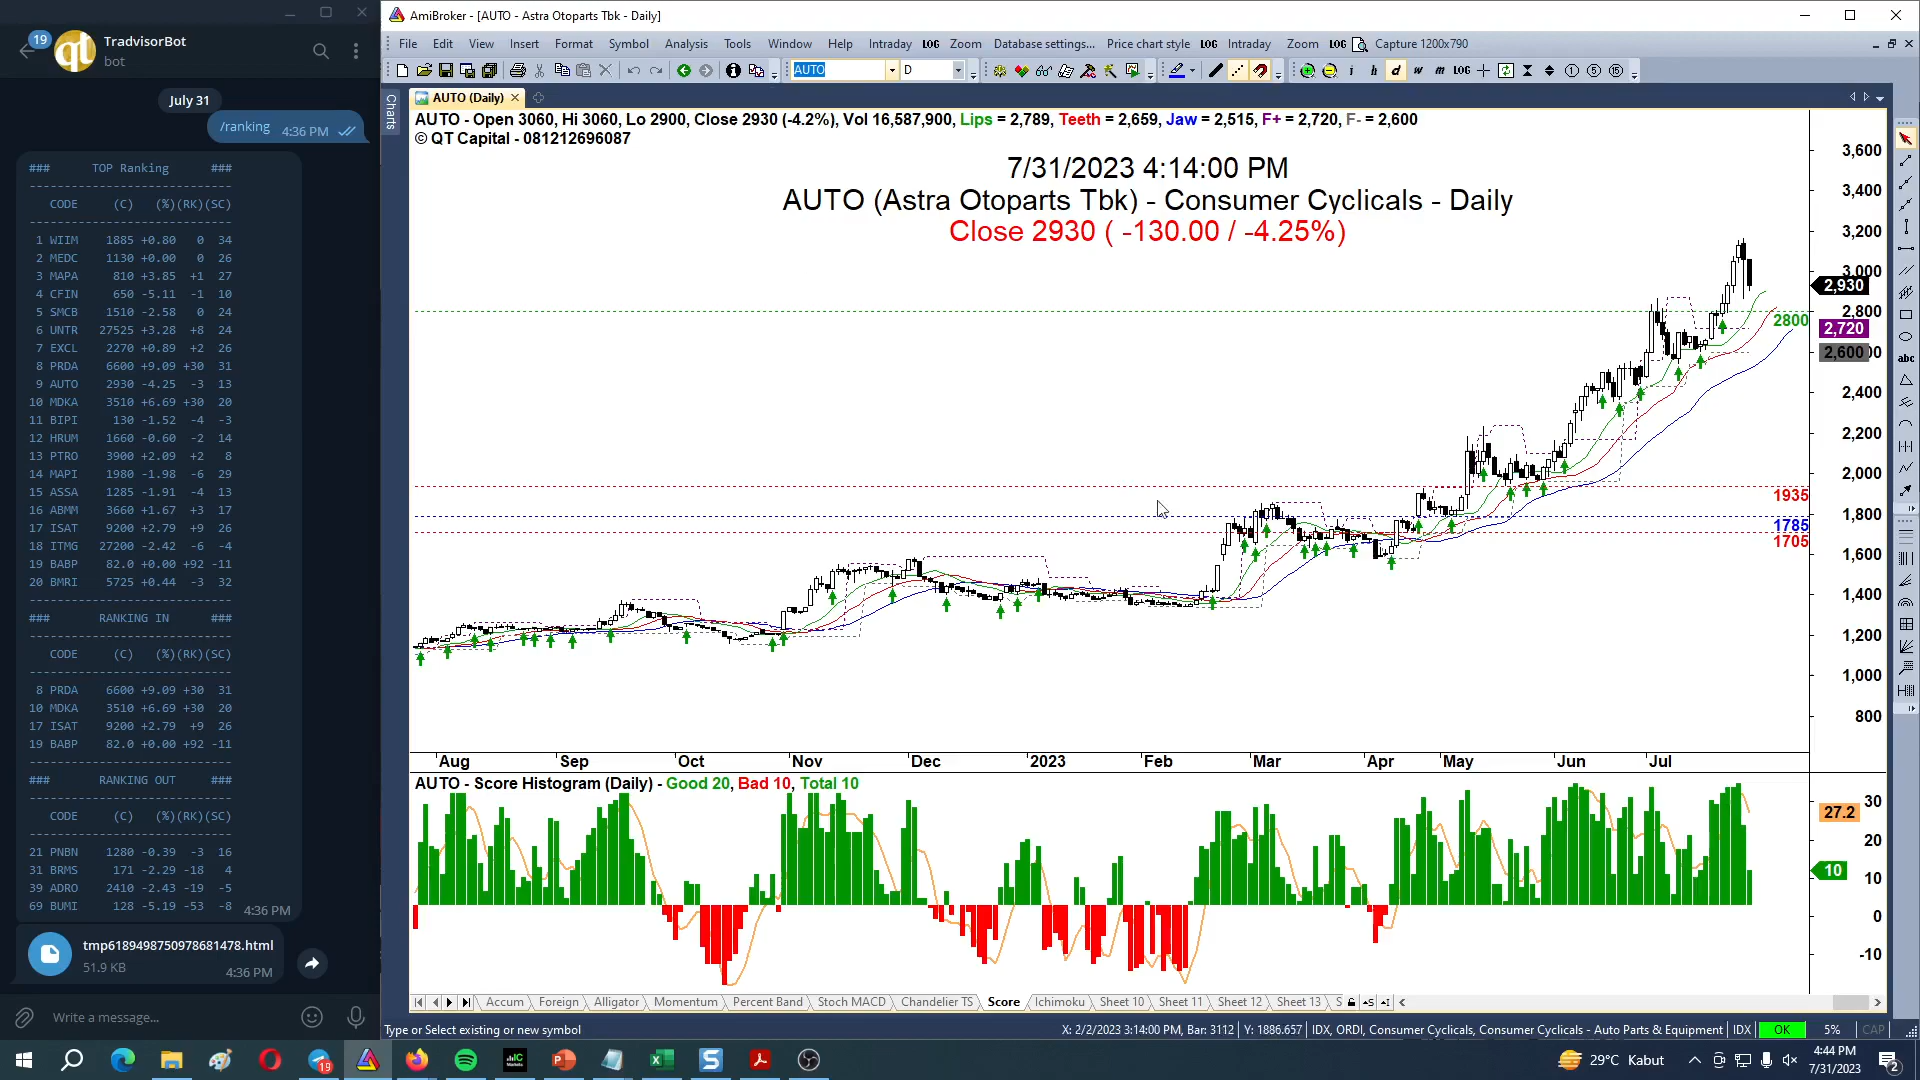 19
TradvisorBot
bot
July 31
/ranking 4:36 PM
### TOP Ranking ###
CODE (C) (%)(RK)(SC)
1 WIIM 1885 +0.80 0 34
2 MEDC 1130 +0.00 0 26
3 MAPA 810 +3.85 +1 27
4 CFIN 650 -5.11 -1 10
5 SMCB 1510 -2.58 0 24
6 UNTR 27525 +3.28 +8 24
7 EXCL 2270 +0.89 +2 26
8 PRDA 6600 +9.09 +30 31
9 AUTO 2930 -4.25 -3 13
10 MDKA 3510 +6.69 +30 20
11 BIPI 130 -1.52 -4 -3
12 HRUM 1660 -0.60 -2 14
13 PTRO 3900 +2.09 +2 8
14 MAPI 1980 -1.98 -6 29
15 ASSA 1285 -1.91 -4 13
16 ABMM 3660 +1.67 +3 17
17 ISAT 9200 +2.79 +9 26
18 ITMG 27200 -2.42 -6 -4
19 BABP 82.0 +0.00 +92 -11
20 BMRI 5725 +0.44 -3 32
### RANKING IN ###
CODE (C) (%)(RK)(SC)
8 PRDA 6600 +9.09 +30 31
10 MDKA 3510 +6.69 +30 20
17 ISAT 9200 +2.79 +9 26
19 BABP 82.0 +0.00 +92 -11
### RANKING OUT ###
CODE (C) (%)(RK)(SC)
21 PNBN 1280 -0.39 -3 16
31 BRMS 171 -2.29 -18 4
39 ADRO 2410 -2.43 -19 -5
69 BUMI 128 -5.19 -53 -8
4:36 PM
tmp6189498750978681478.html
51.9 KB 4:36 PM
Write a message...
AmiBroker - [AUTO - Astra Otoparts Tbk - Daily]
File Edit View Insert Format Symbol Analysis Tools Window Help Intraday LOG Zoom Database settings... Price chart style LOG Intraday Zoom LOG Capture 1200x790
AUTO D
Charts
AUTO (Daily)
AUTO - Open 3060, Hi 3060, Lo 2900, Close 2930 (-4.2%), Vol 16,587,900, Lips = 2,789, Teeth = 2,659, Jaw = 2,515, F+ = 2,720, F- = 2,600
© QT Capital - 081212696087
7/31/2023 4:14:00 PM
AUTO (Astra Otoparts Tbk) - Consumer Cyclicals - Daily
Close 2930 ( -130.00 / -4.25%)
3,600
3,400
3,200
3,000
2,930
2,800
2800
2,720
2,600
2,400
2,200
2,000
1935
1,800
1785
1705
1,600
1,400
1,200
1,000
800
Aug Sep Oct Nov Dec 2023 Feb Mar Apr May Jun Jul
AUTO - Score Histogram (Daily) - Good 20, Bad 10, Total 10
30
27.2
20
10
10
0
-10
Accum Foreign Alligator Momentum Percent Band Stoch MACD Chandelier TS Score Ichimoku Sheet 10 Sheet 11 Sheet 12 Sheet 13 S
Type or Select existing or new symbol
X: 2/2/2023 3:14:00 PM, Bar: 3112 Y: 1886.657 IDX, ORDI, Consumer Cyclicals, Consumer Cyclicals - Auto Parts & Equipment IDX OK 5% CAP
19
29°C Kabut
4:44 PM
7/31/2023
2